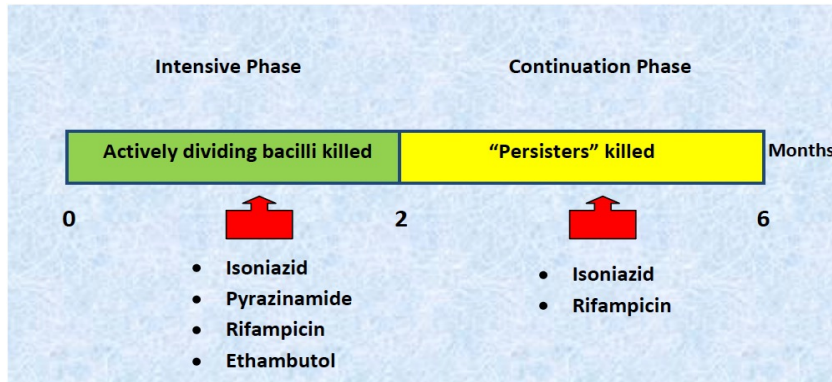 Intensive Phase Continuation Phase
Actively dividing bacilli killed “Persisters” killed Months
0 2 6
• Isoniazid
• Pyrazinamide
• Rifampicin
• Ethambutol
• Isoniazid
• Rifampicin